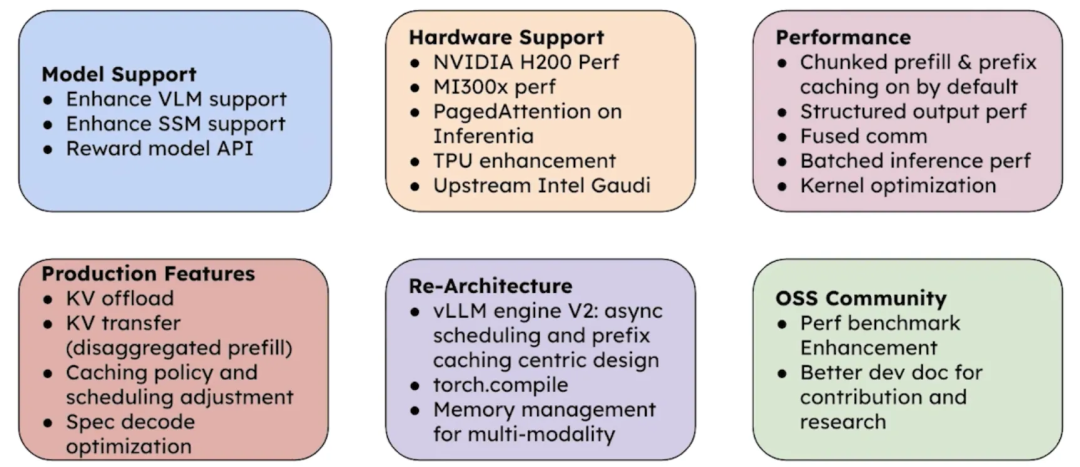 Model Support
● Enhance VLM support
● Enhance SSM support
● Reward model API
Hardware Support
● NVIDIA H200 Perf
● MI300x perf
● PagedAttention on
Inferentia
● TPU enhancement
● Upstream Intel Gaudi
Performance
● Chunked prefill & prefix
caching on by default
● Structured output perf
● Fused comm
● Batched inference perf
● Kernel optimization
Production Features
● KV offload
● KV transfer
(disaggregated prefill)
● Caching policy and
scheduling adjustment
● Spec decode
optimization
Re-Architecture
● vLLM engine V2: async
scheduling and prefix
caching centric design
● torch.compile
● Memory management
for multi-modality
OSS Community
● Perf benchmark
Enhancement
● Better dev doc for
contribution and
research